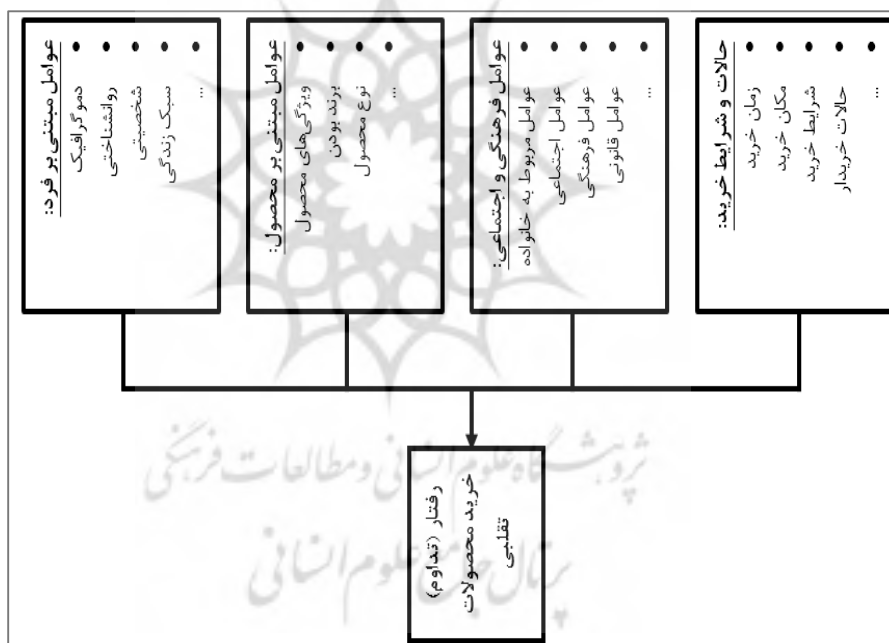 عوامل مبتنی بر فرد:
دموگرافیک
روانشناختی
شخصیتی
سبک زندگی
...
عوامل مبتنی بر محصول:
ویژگی‌های محصول
برند بودن
نوع محصول
...
عوامل فرهنگی و اجتماعی:
عوامل مربوط به خانواده
عوامل اجتماعی
عوامل فرهنگی
عوامل قانونی
...
حالات و شرایط خرید:
زمان خرید
مکان خرید
شرایط خرید
حالات خریدار
...
رفتار (تداوم)
خرید محصولات
تقلبی
پژوهشگاه علوم انسانی و مطالعات فرهنگی
پرتال جامع علوم انسانی